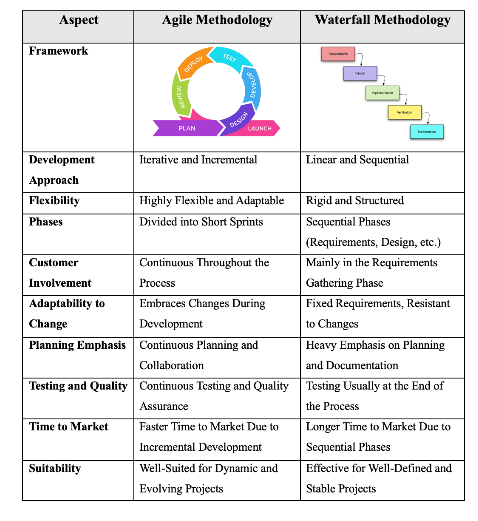 Aspect Agile Methodology Waterfall Methodology
Framework
DEPLOY
TEST
DEVELOP
DESIGN
REVIEW
PLAN
LAUNCH
Design
Implementation
Verification
Maintenance
Development Iterative and Incremental Linear and Sequential
Approach
Flexibility Highly Flexible and Adaptable Rigid and Structured
Phases Divided into Short Sprints Sequential Phases
(Requirements, Design, etc.)
Customer Continuous Throughout the Mainly in the Requirements
Involvement Process Gathering Phase
Adaptability to Embraces Changes During Fixed Requirements, Resistant
Change Development to Changes
Planning Emphasis Continuous Planning and Heavy Emphasis on Planning
Collaboration and Documentation
Testing and Quality Continuous Testing and Quality Testing Usually at the End of
Assurance the Process
Time to Market Faster Time to Market Due to Longer Time to Market Due to
Incremental Development Sequential Phases
Suitability Well-Suited for Dynamic and Effective for Well-Defined and
Evolving Projects Stable Projects